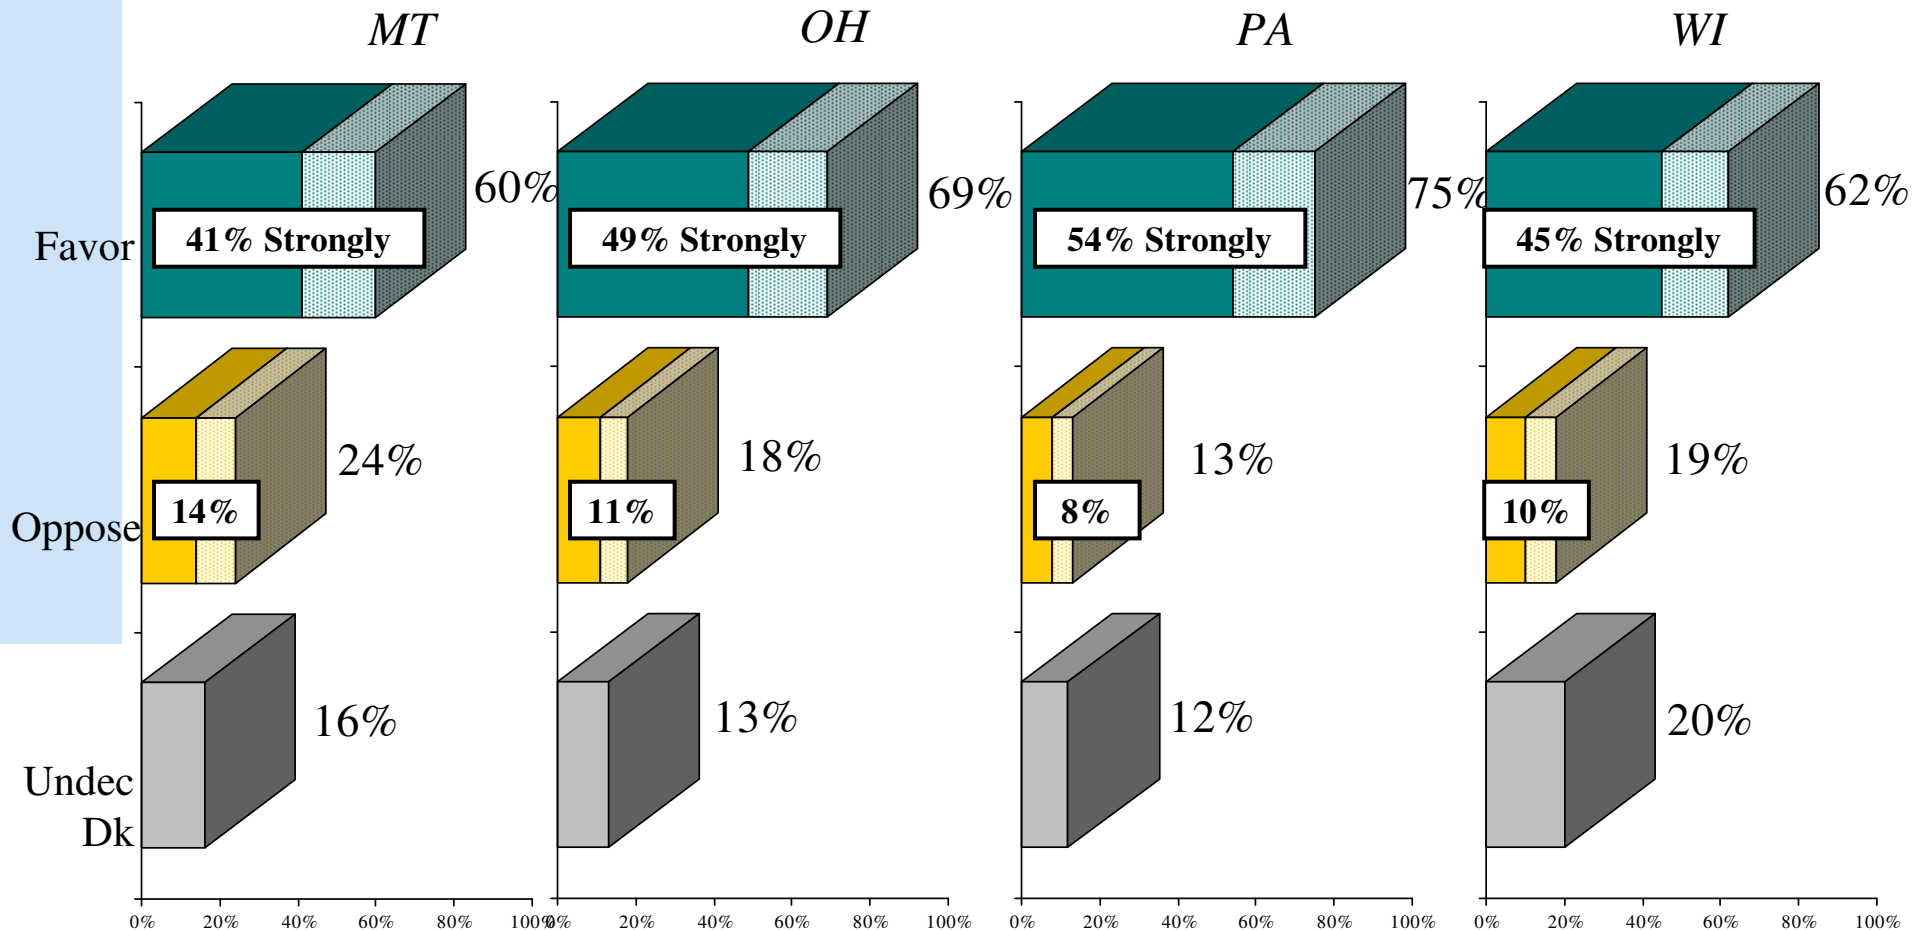 MT OH PA WI
60% 69% 75% 62%
Favor 41% Strongly 49% Strongly 54% Strongly 45% Strongly
24% 18% 13% 19%
Oppose 14% 11% 8% 10%
16% 13% 12% 20%
Undec
Dk
0% 20% 40% 60% 80% 100% 0% 20% 40% 60% 80% 100% 0% 20% 40% 60% 80% 100% 0% 20% 40% 60% 80% 100%